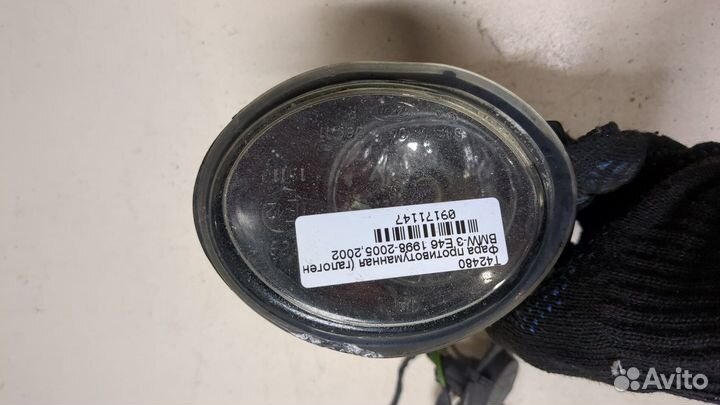 T42480
Фара противотуманная (галоген
BMW-3 E46 1998-2005,2002
09171147
Avito